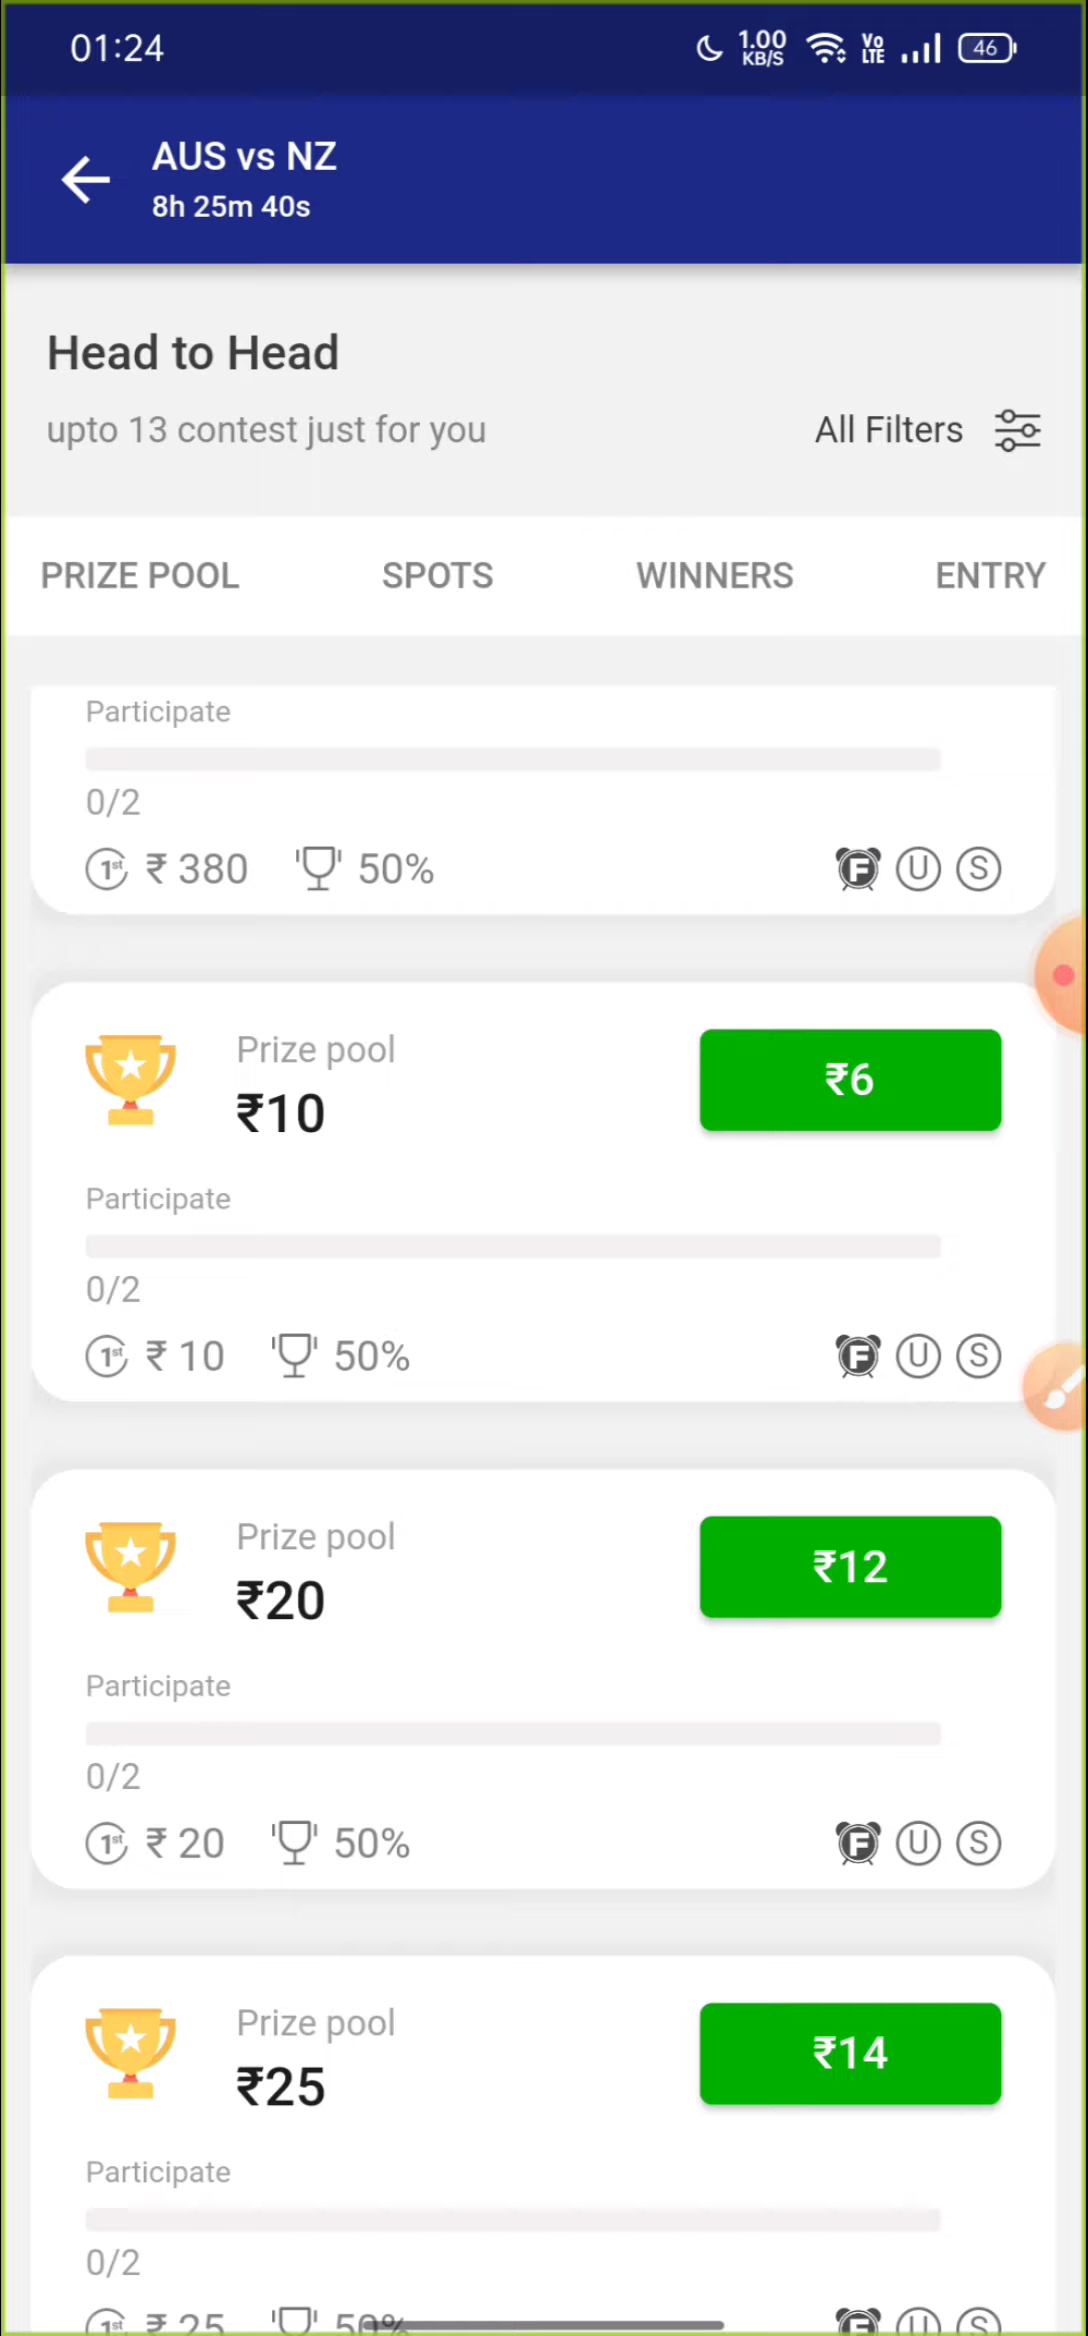 01:24
1.00
KB/S
Vo
LTE
46
AUS vs NZ
8h 25m 40s
Head to Head
upto 13 contest just for you
All Filters
PRIZE POOL SPOTS WINNERS ENTRY
Participate
0/2
1st ₹ 380 50% F U S
Prize pool
₹10
₹6
Participate
0/2
1st ₹ 10 50% F U S
Prize pool
₹20
₹12
Participate
0/2
1st ₹ 20 50% F U S
Prize pool
₹25
₹14
Participate
0/2
1st ₹ 25 50% F U S